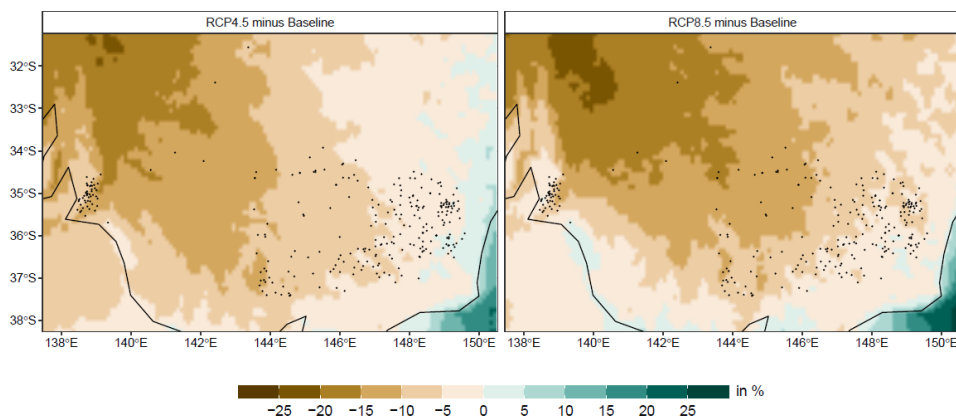 RCP4.5 minus Baseline
RCP8.5 minus Baseline
32°S
33°S
34°S
35°S
36°S
37°S
38°S
138°E 140°E 142°E 144°E 146°E 148°E 150°E
138°E 140°E 142°E 144°E 146°E 148°E 150°E
in %
−25 −20 −15 −10 −5 0 5 10 15 20 25